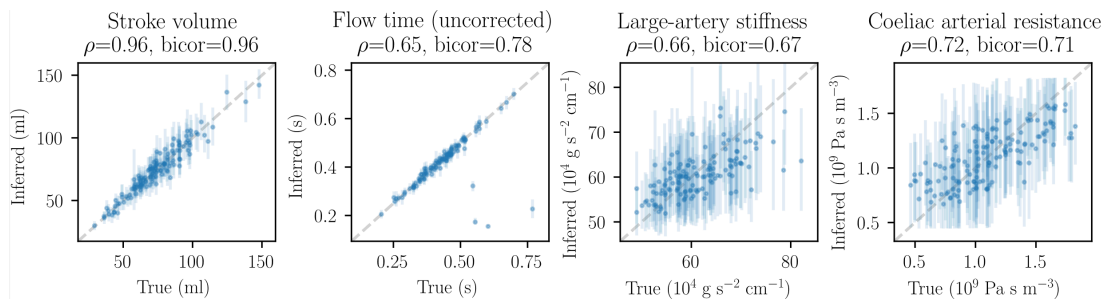 Stroke volume
ρ=0.96, bicor=0.96
150
100
50
Inferred (ml)
50 100 150
True (ml)
Flow time (uncorrected)
ρ=0.65, bicor=0.78
0.8
0.6
0.4
0.2
Inferred (s)
0.25 0.50 0.75
True (s)
Large-artery stiffness
ρ=0.66, bicor=0.67
80
70
60
50
Inferred (10⁴ g s⁻² cm⁻¹)
60 80
True (10⁴ g s⁻² cm⁻¹)
Coeliac arterial resistance
ρ=0.72, bicor=0.71
1.5
1.0
0.5
Inferred (10⁹ Pa s m⁻³)
0.5 1.0 1.5
True (10⁹ Pa s m⁻³)